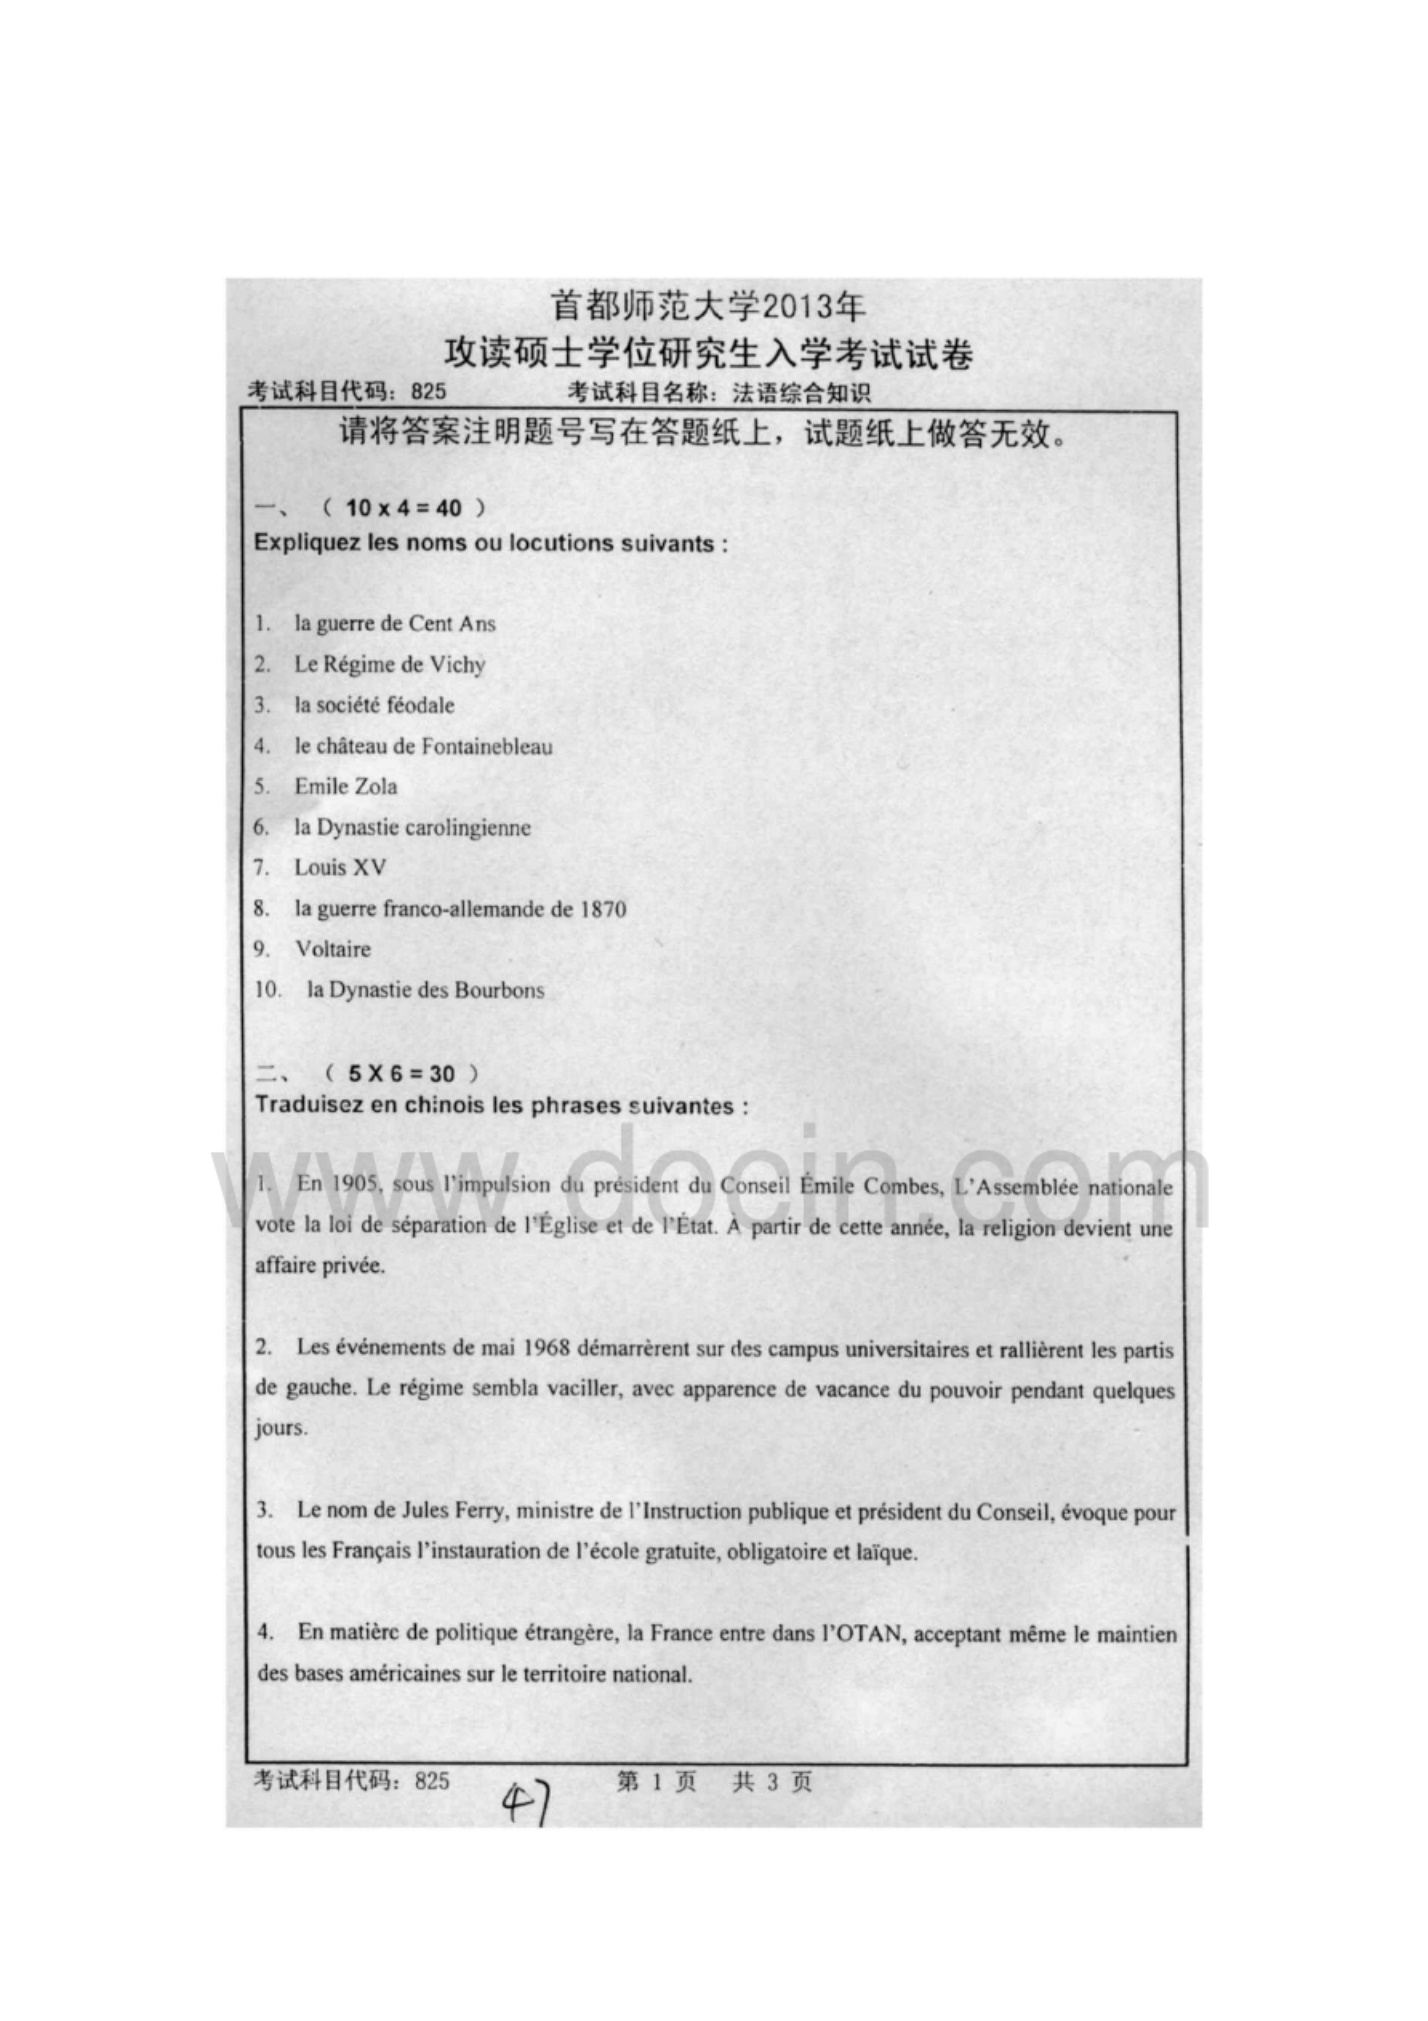 首都师范大学2013年
攻读硕士学位研究生入学考试试卷
考试科目代码：825 考试科目名称：法语综合知识
请将答案注明题号写在答题纸上，试题纸上做答无效。
一、 （ 10 x 4 = 40 ）
Expliquez les noms ou locutions suivants :
1. la guerre de Cent Ans
2. Le Régime de Vichy
3. la société féodale
4. le château de Fontainebleau
5. Emile Zola
6. la Dynastie carolingienne
7. Louis XV
8. la guerre franco-allemande de 1870
9. Voltaire
10. la Dynastie des Bourbons
二、 （ 5 X 6 = 30 ）
Traduisez en chinois les phrases suivantes :
www.docin.com
1. En 1905, sous l'impulsion du président du Conseil Émile Combes, L'Assemblée nationale
vote la loi de séparation de l'Église et de l'État. À partir de cette année, la religion devient une
affaire privée.
2. Les événements de mai 1968 démarrèrent sur des campus universitaires et rallièrent les partis
de gauche. Le régime sembla vaciller, avec apparence de vacance du pouvoir pendant quelques
jours.
3. Le nom de Jules Ferry, ministre de l'Instruction publique et président du Conseil, évoque pour
tous les Français l'instauration de l'école gratuite, obligatoire et laïque.
4. En matière de politique étrangère, la France entre dans l'OTAN, acceptant même le maintien
des bases américaines sur le territoire national.
考试科目代码：825 第 1 页 共 3 页
47